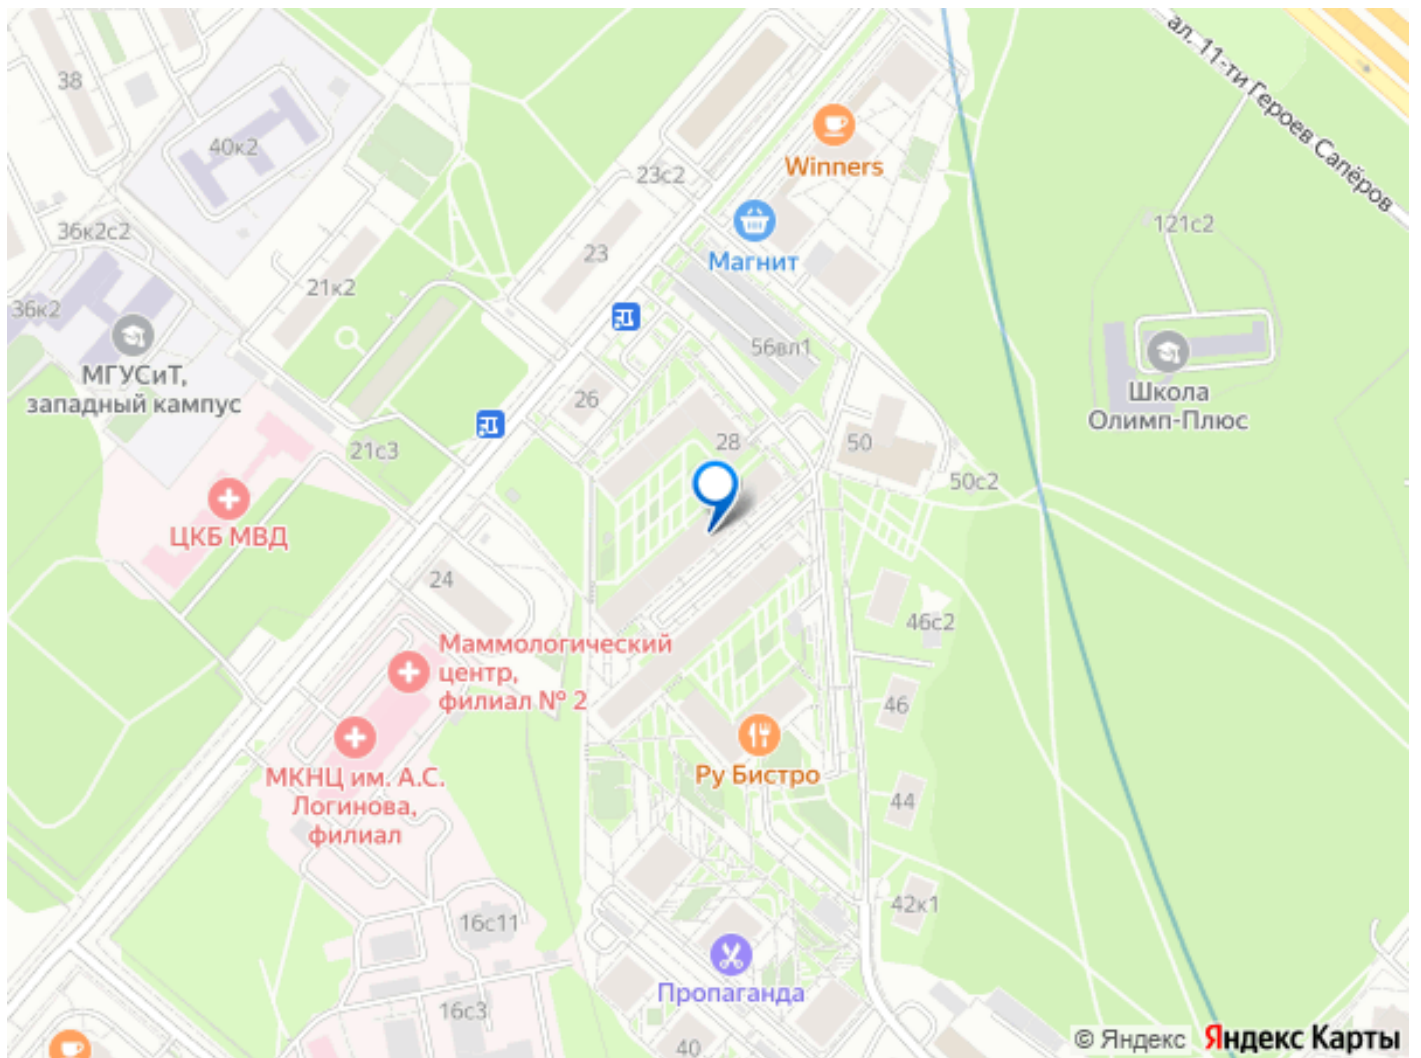 ал. 11-ти Героев Сапёров
38
Winners
40к2
23с2
121с2
36к2с2
23
Магнит
21к2
36к2
56вл1
МГУСиТ,
западный кампус
Школа
Олимп-Плюс
26
28
50
21с3
50с2
ЦКБ МВД
24
46с2
Маммологический
центр,
филиал № 2
46
Ру Бистро
МКНЦ им. А.С.
Логинова,
филиал
44
42к1
16с11
Пропаганда
16с3
40
© Яндекс Яндекс Карты